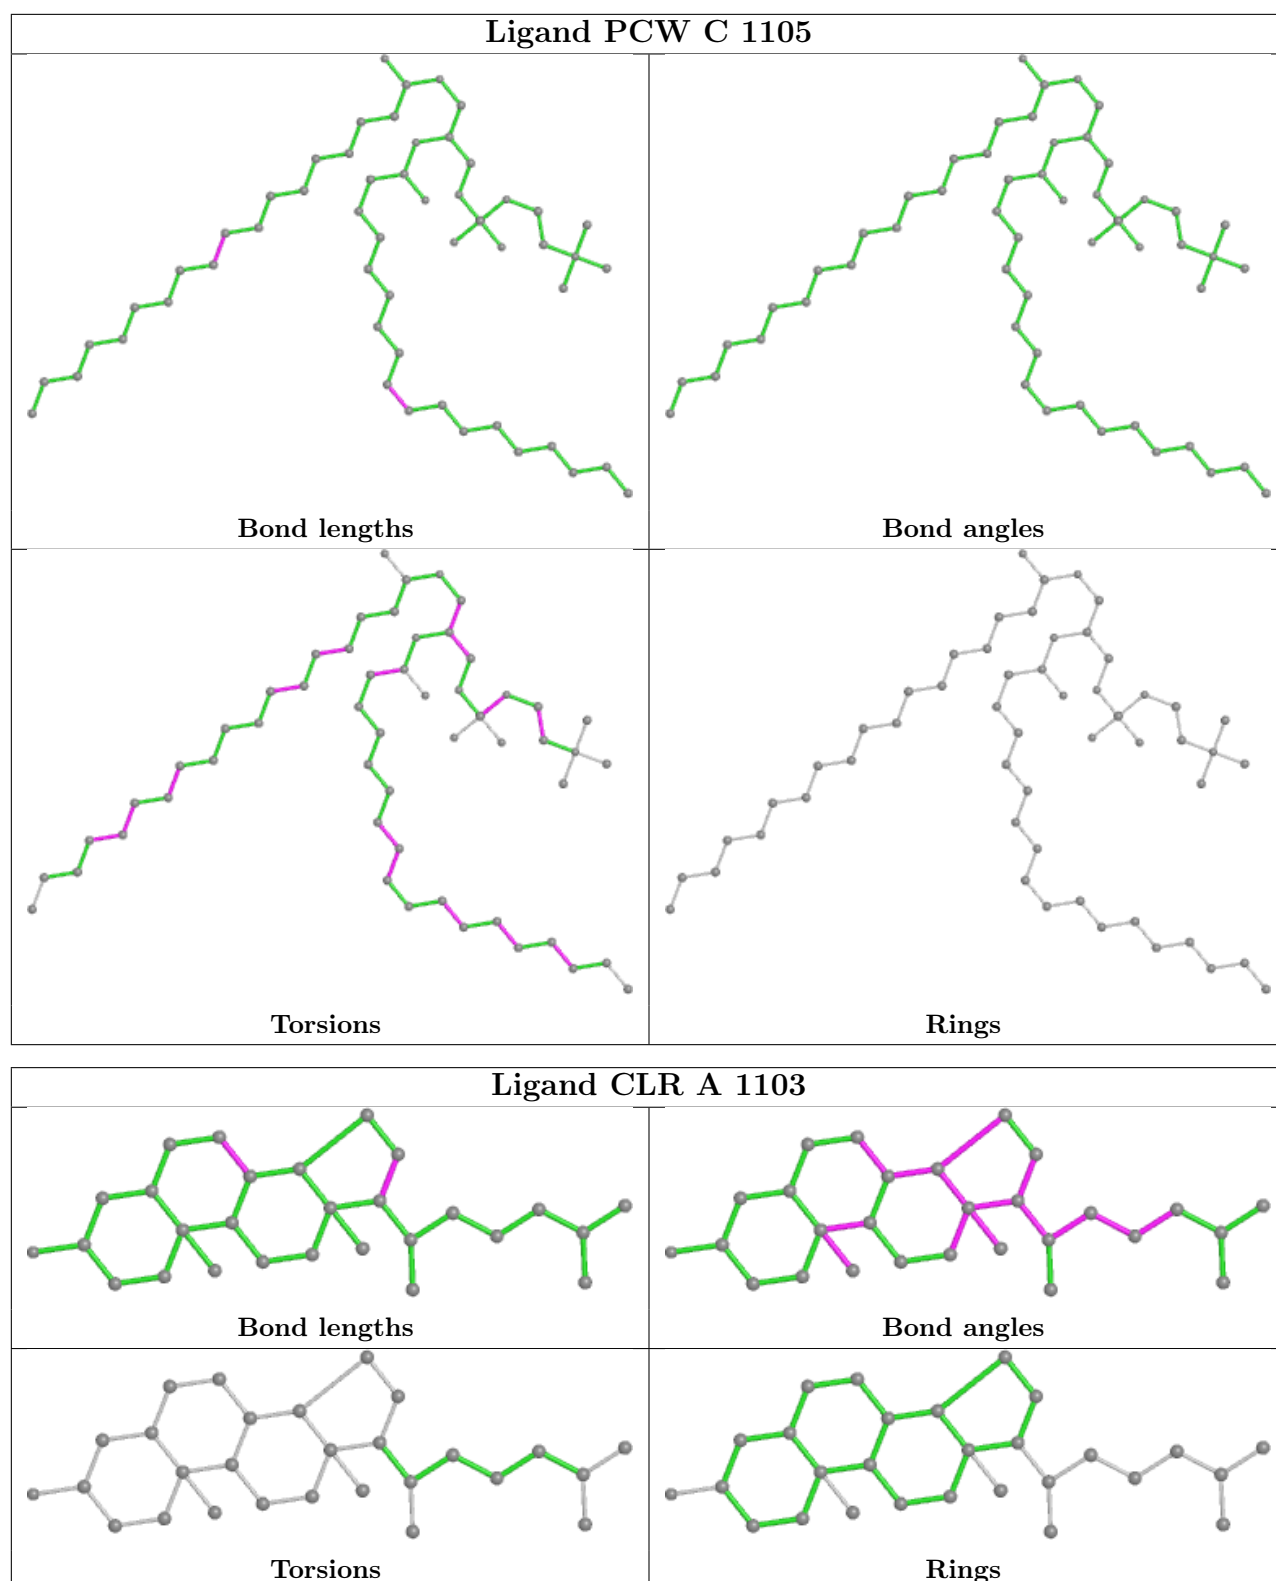 Ligand PCW C 1105
Bond lengths
Bond angles
Torsions
Rings
Ligand CLR A 1103
Bond lengths
Bond angles
Torsions
Rings